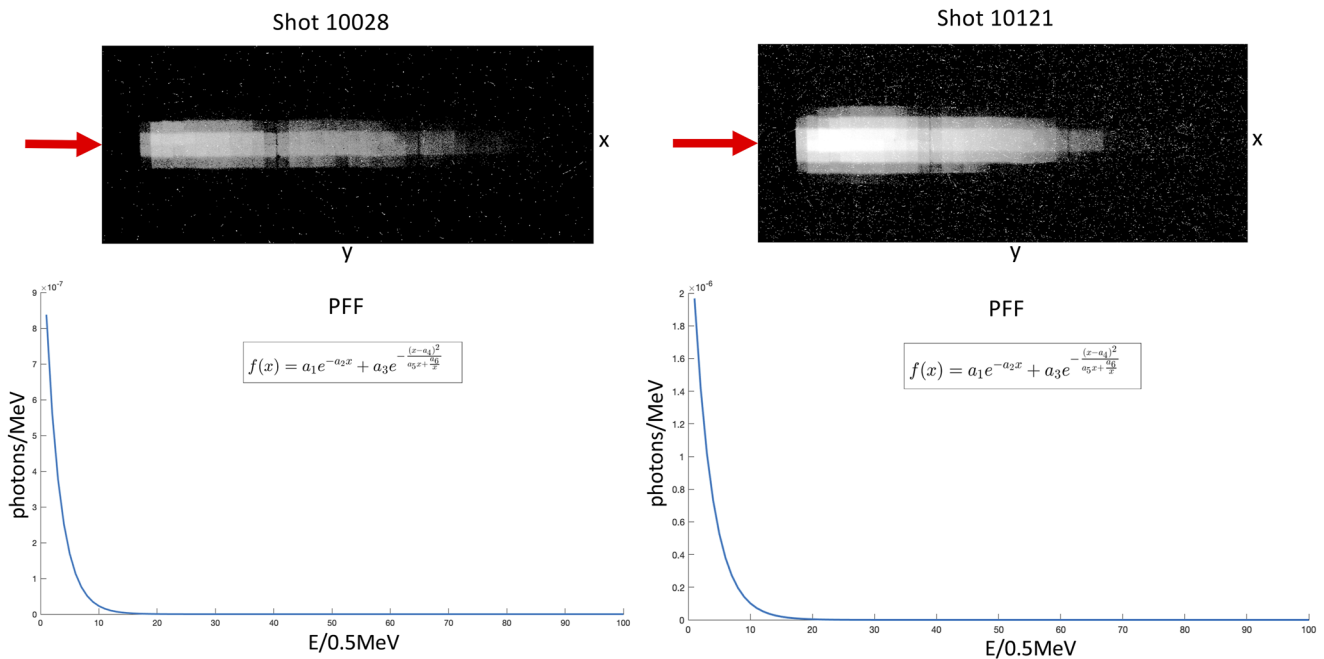 Shot 10028
Shot 10121
x
x
y
y
×10⁻⁷
9
8
7
6
5
4
3
2
1
0
photons/MeV
PFF
f(x) = a₁e^{-a₂x} + a₃e^{-\frac{(x-a₄)^2}{a₅x+\frac{a₆}{x}}}
0 10 20 30 40 50 60 70 80 90 100
E/0.5MeV
×10⁻⁶
2
1.8
1.6
1.4
1.2
1
0.8
0.6
0.4
0.2
0
photons/MeV
PFF
f(x) = a₁e^{-a₂x} + a₃e^{-\frac{(x-a₄)^2}{a₅x+\frac{a₆}{x}}}
0 10 20 30 40 50 60 70 80 90 100
E/0.5MeV